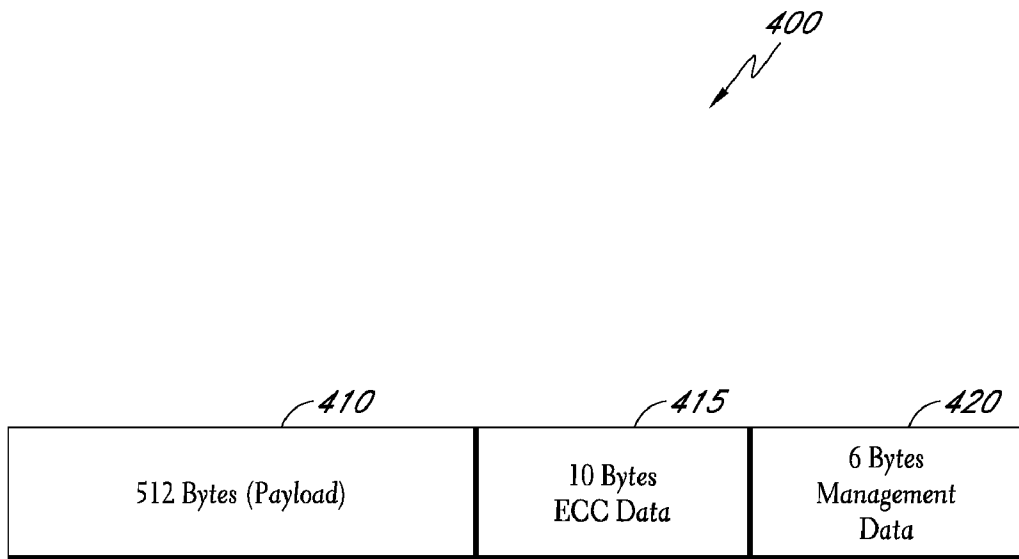 400
410
415
420
512 Bytes (Payload)
10 Bytes
ECC Data
6 Bytes
Management
Data